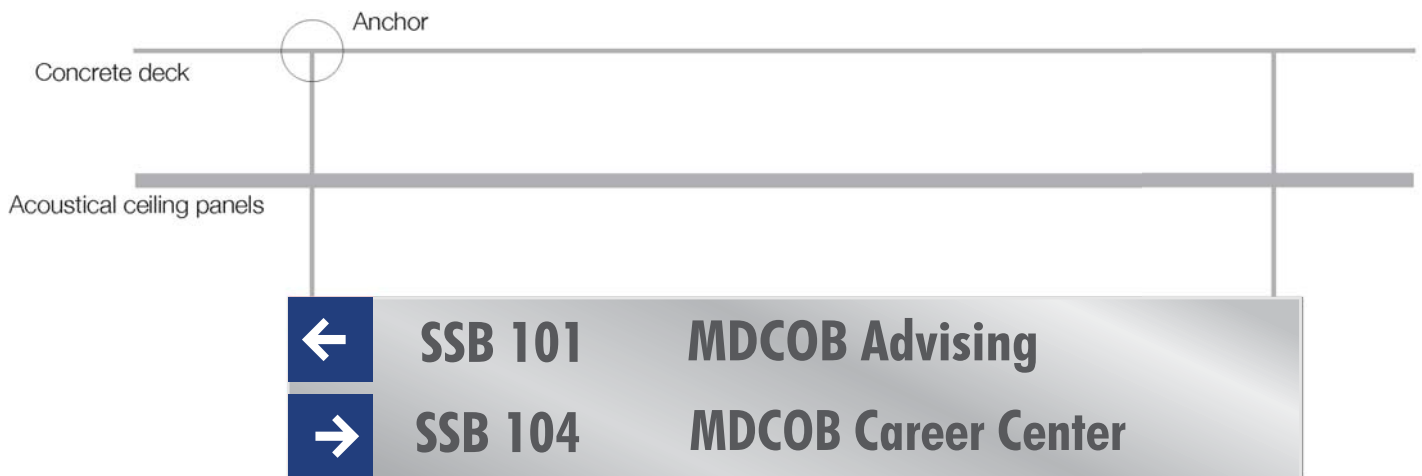 Anchor
Concrete deck
Acoustical ceiling panels
← SSB 101 MDCOB Advising
→ SSB 104 MDCOB Career Center